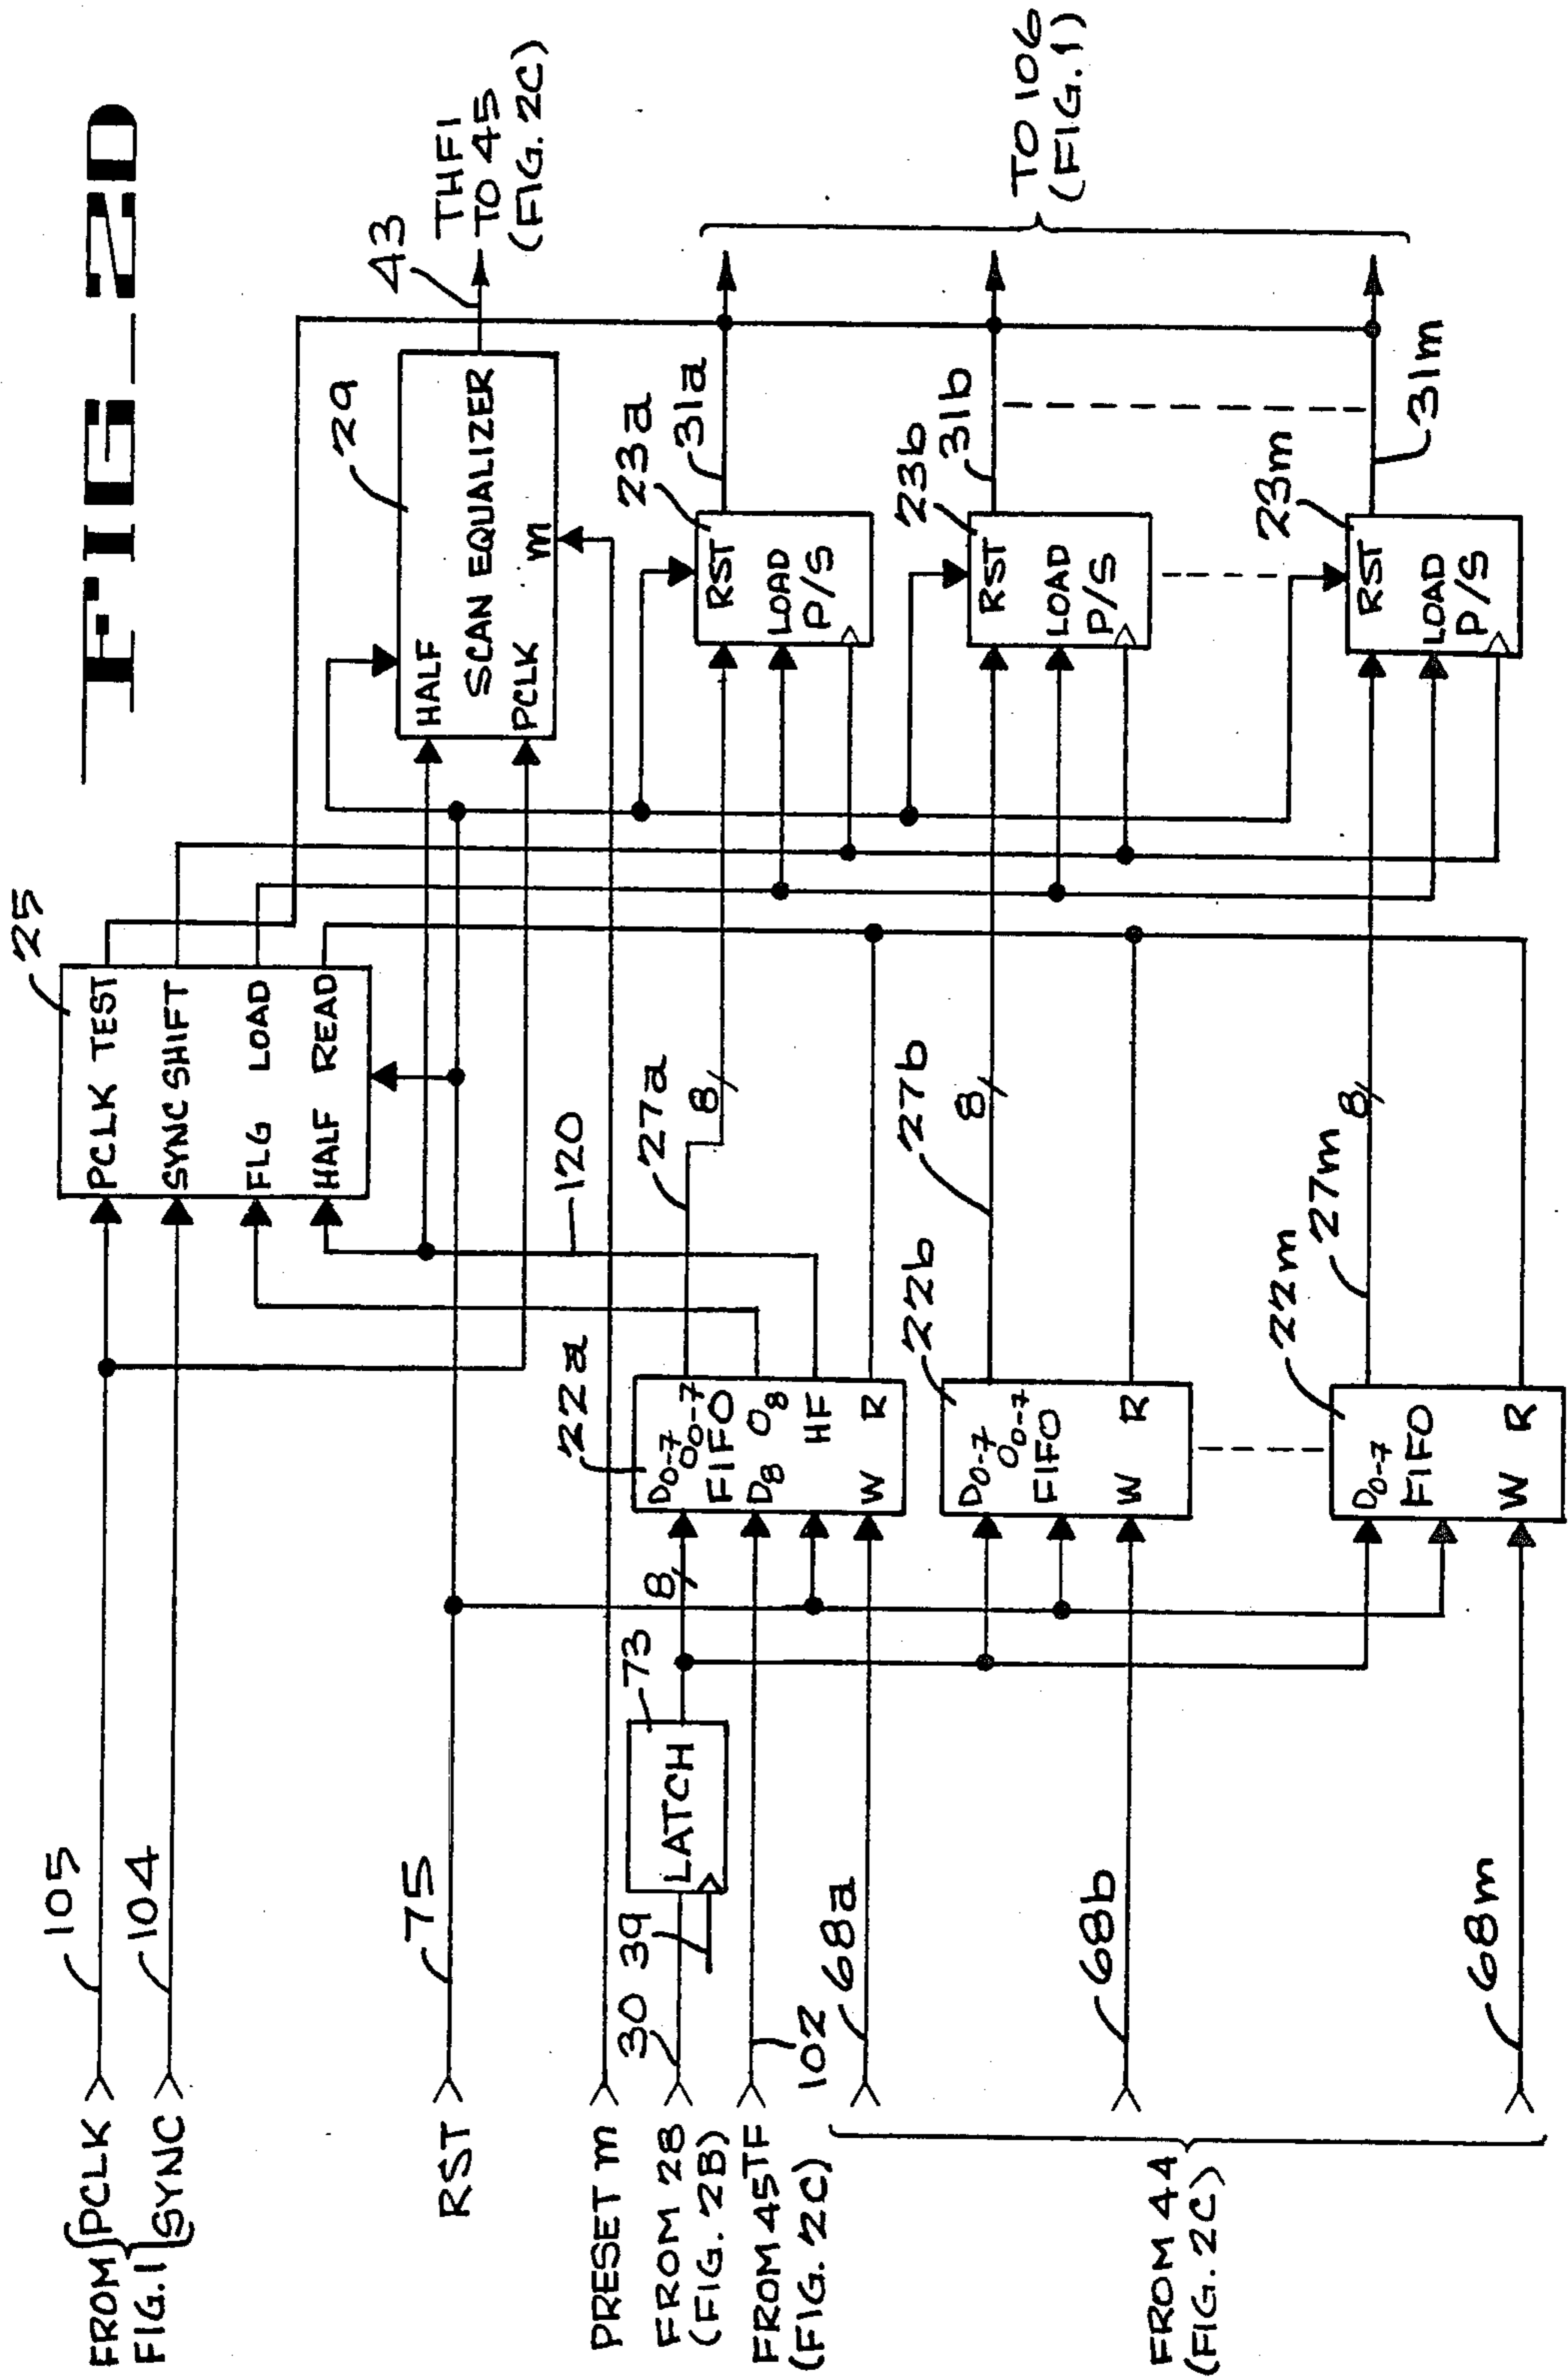 FIG_2D
25
PCLK TEST
SYNC SHIFT
FLG LOAD
HALF READ
105
104
FROM
FIG. 1
PCLK
SYNC
75
RST
PRESET m
30
39
FROM 28
(FIG. 2B)
FROM 45 TF
(FIG. 2C)
102
68a
68b
68m
FROM 44
(FIG. 2C)
73
LATCH
8
22a
D0-7
O0-7
FIFO
D8 O8
HF
W R
22b
D0-7
O0-7
FIFO
W R
22m
D0-7
FIFO
W R
120
27a
8
27b
8
27m
8
29
HALF
SCAN EQUALIZER
PCLK m
43
THF1
TO 45
(FIG. 2C)
23a
RST
LOAD
P/S
31a
23b
RST
LOAD
P/S
31b
23m
RST
LOAD
P/S
31m
TO 106
(FIG. 1)